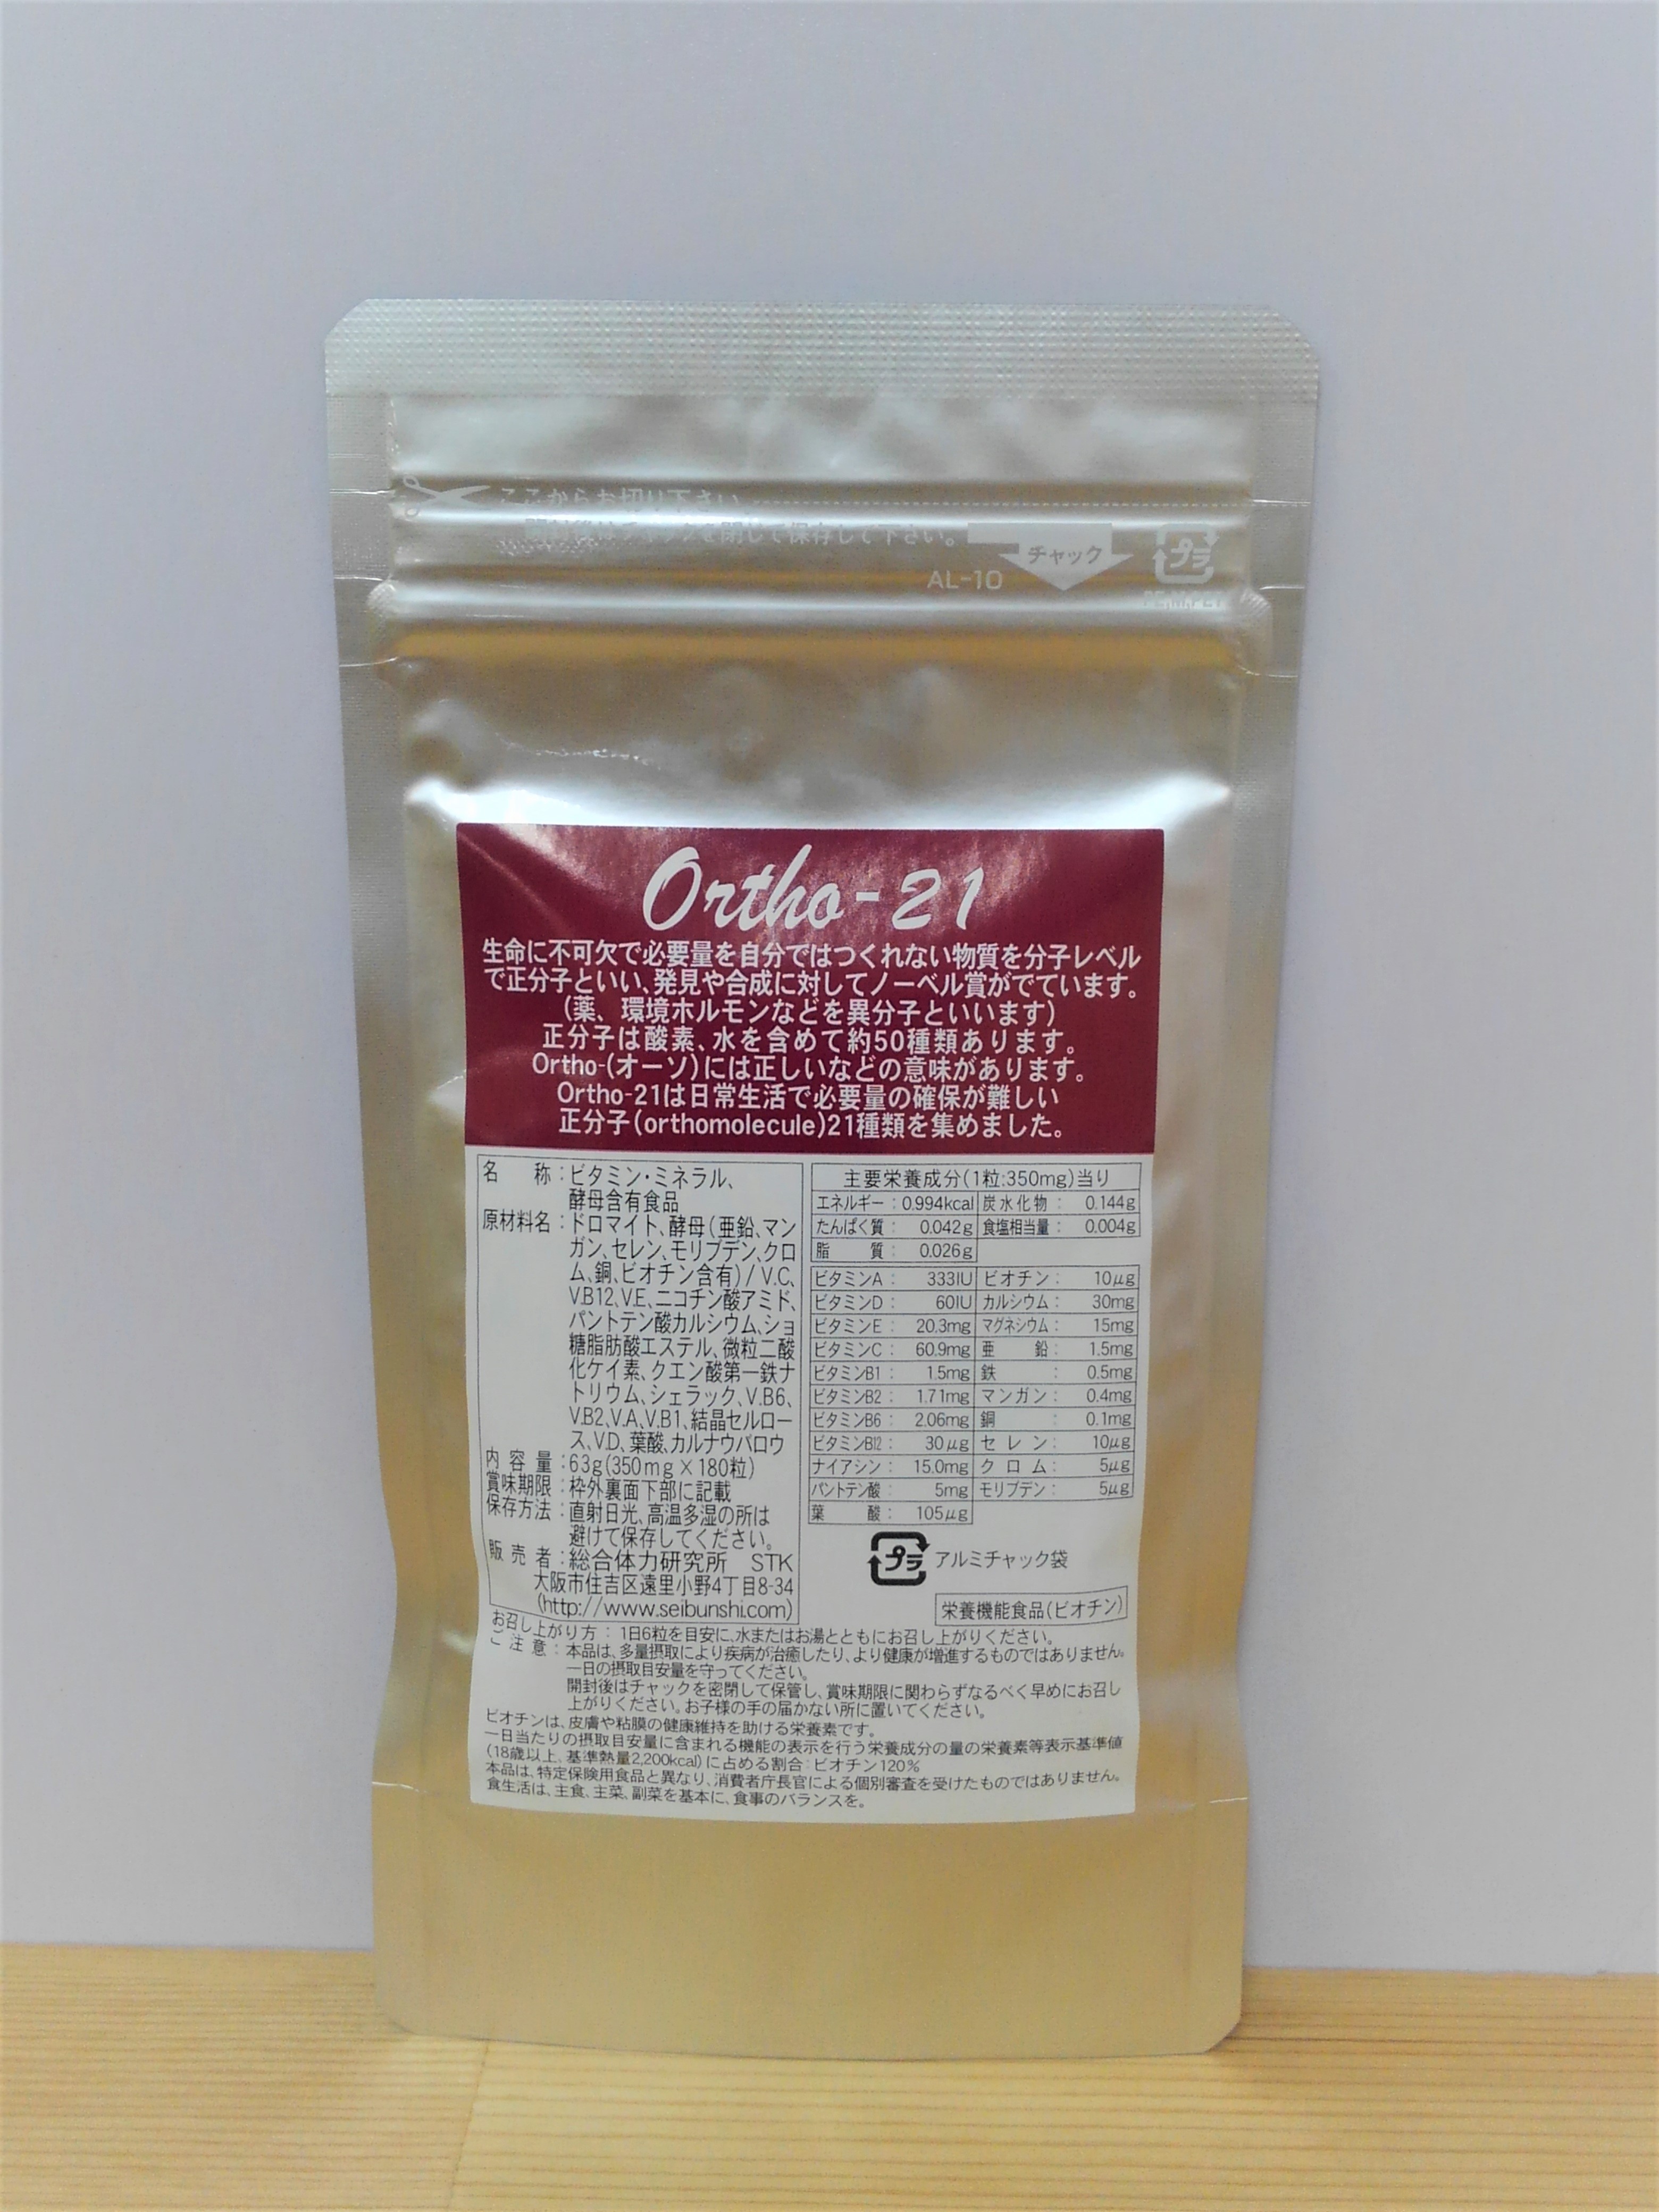 ここからお切り下さい
開封後はチャックを閉じて保存して下さい。
チャック
プラ
AL-10
PE,M,PET
Ortho-21
生命に不可欠で必要量を自分ではつくれない物質を分子レベル
で正分子といい、発見や合成に対してノーベル賞がでています。
(薬、環境ホルモンなどを異分子といいます)
正分子は酸素、水を含めて約50種類あります。
Ortho-(オーソ)には正しいなどの意味があります。
Ortho-21は日常生活で必要量の確保が難しい
正分子(orthomolecule)21種類を集めました。
名 称:ビタミン・ミネラル、
酵母含有食品
原材料名:ドロマイト、酵母(亜鉛、マン
ガン、セレン、モリブデン、クロ
ム、銅、ビオチン含有)/V.C、
V.B12、V.E、ニコチン酸アミド、
パントテン酸カルシウム、ショ
糖脂肪酸エステル、微粒二酸
化ケイ素、クエン酸第一鉄ナ
トリウム、シェラック、V.B6、
V.B2、V.A、V.B1、結晶セルロー
ス、V.D、葉酸、カルナウバロウ
内容量:63g(350mg×180粒)
賞味期限:枠外裏面下部に記載
保存方法:直射日光、高温多湿の所は
避けて保存してください。
販売者:総合体力研究所 STK
大阪市住吉区遠里小野4丁目8-34
(http://www.seibunshi.com)
主要栄養成分(1粒:350mg)当り
エネルギー:0.994kcal 炭水化物: 0.144g
たんぱく質: 0.042g 食塩相当量: 0.004g
脂 質: 0.026g
ビタミンA: 333IU ビオチン: 10μg
ビタミンD: 60IU カルシウム: 30mg
ビタミンE: 20.3mg マグネシウム: 15mg
ビタミンC: 60.9mg 亜 鉛: 1.5mg
ビタミンB1: 1.5mg 鉄: 0.5mg
ビタミンB2: 1.71mg マンガン: 0.4mg
ビタミンB6: 2.06mg 銅: 0.1mg
ビタミンB12: 30μg セレン: 10μg
ナイアシン: 15.0mg クロム: 5μg
パントテン酸: 5mg モリブデン: 5μg
葉 酸: 105μg
プラ アルミチャック袋
栄養機能食品(ビオチン)
お召し上がり方:1日6粒を目安に、水またはお湯とともにお召し上がりください。
ご注意:本品は、多量摂取により疾病が治癒したり、より健康が増進するものではありません。
一日の摂取目安量を守ってください。
開封後はチャックを密閉して保管し、賞味期限に関わらずなるべく早めにお召し
上がりください。お子様の手の届かない所に置いてください。
ビオチンは、皮膚や粘膜の健康維持を助ける栄養素です。
一日当たりの摂取目安量に含まれる機能の表示を行う栄養成分の量の栄養素等表示基準値
(18歳以上、基準熱量2,200kcal)に占める割合:ビオチン120%
本品は、特定保険用食品と異なり、消費者庁長官による個別審査を受けたものではありません。
食生活は、主食、主菜、副菜を基本に、食事のバランスを。